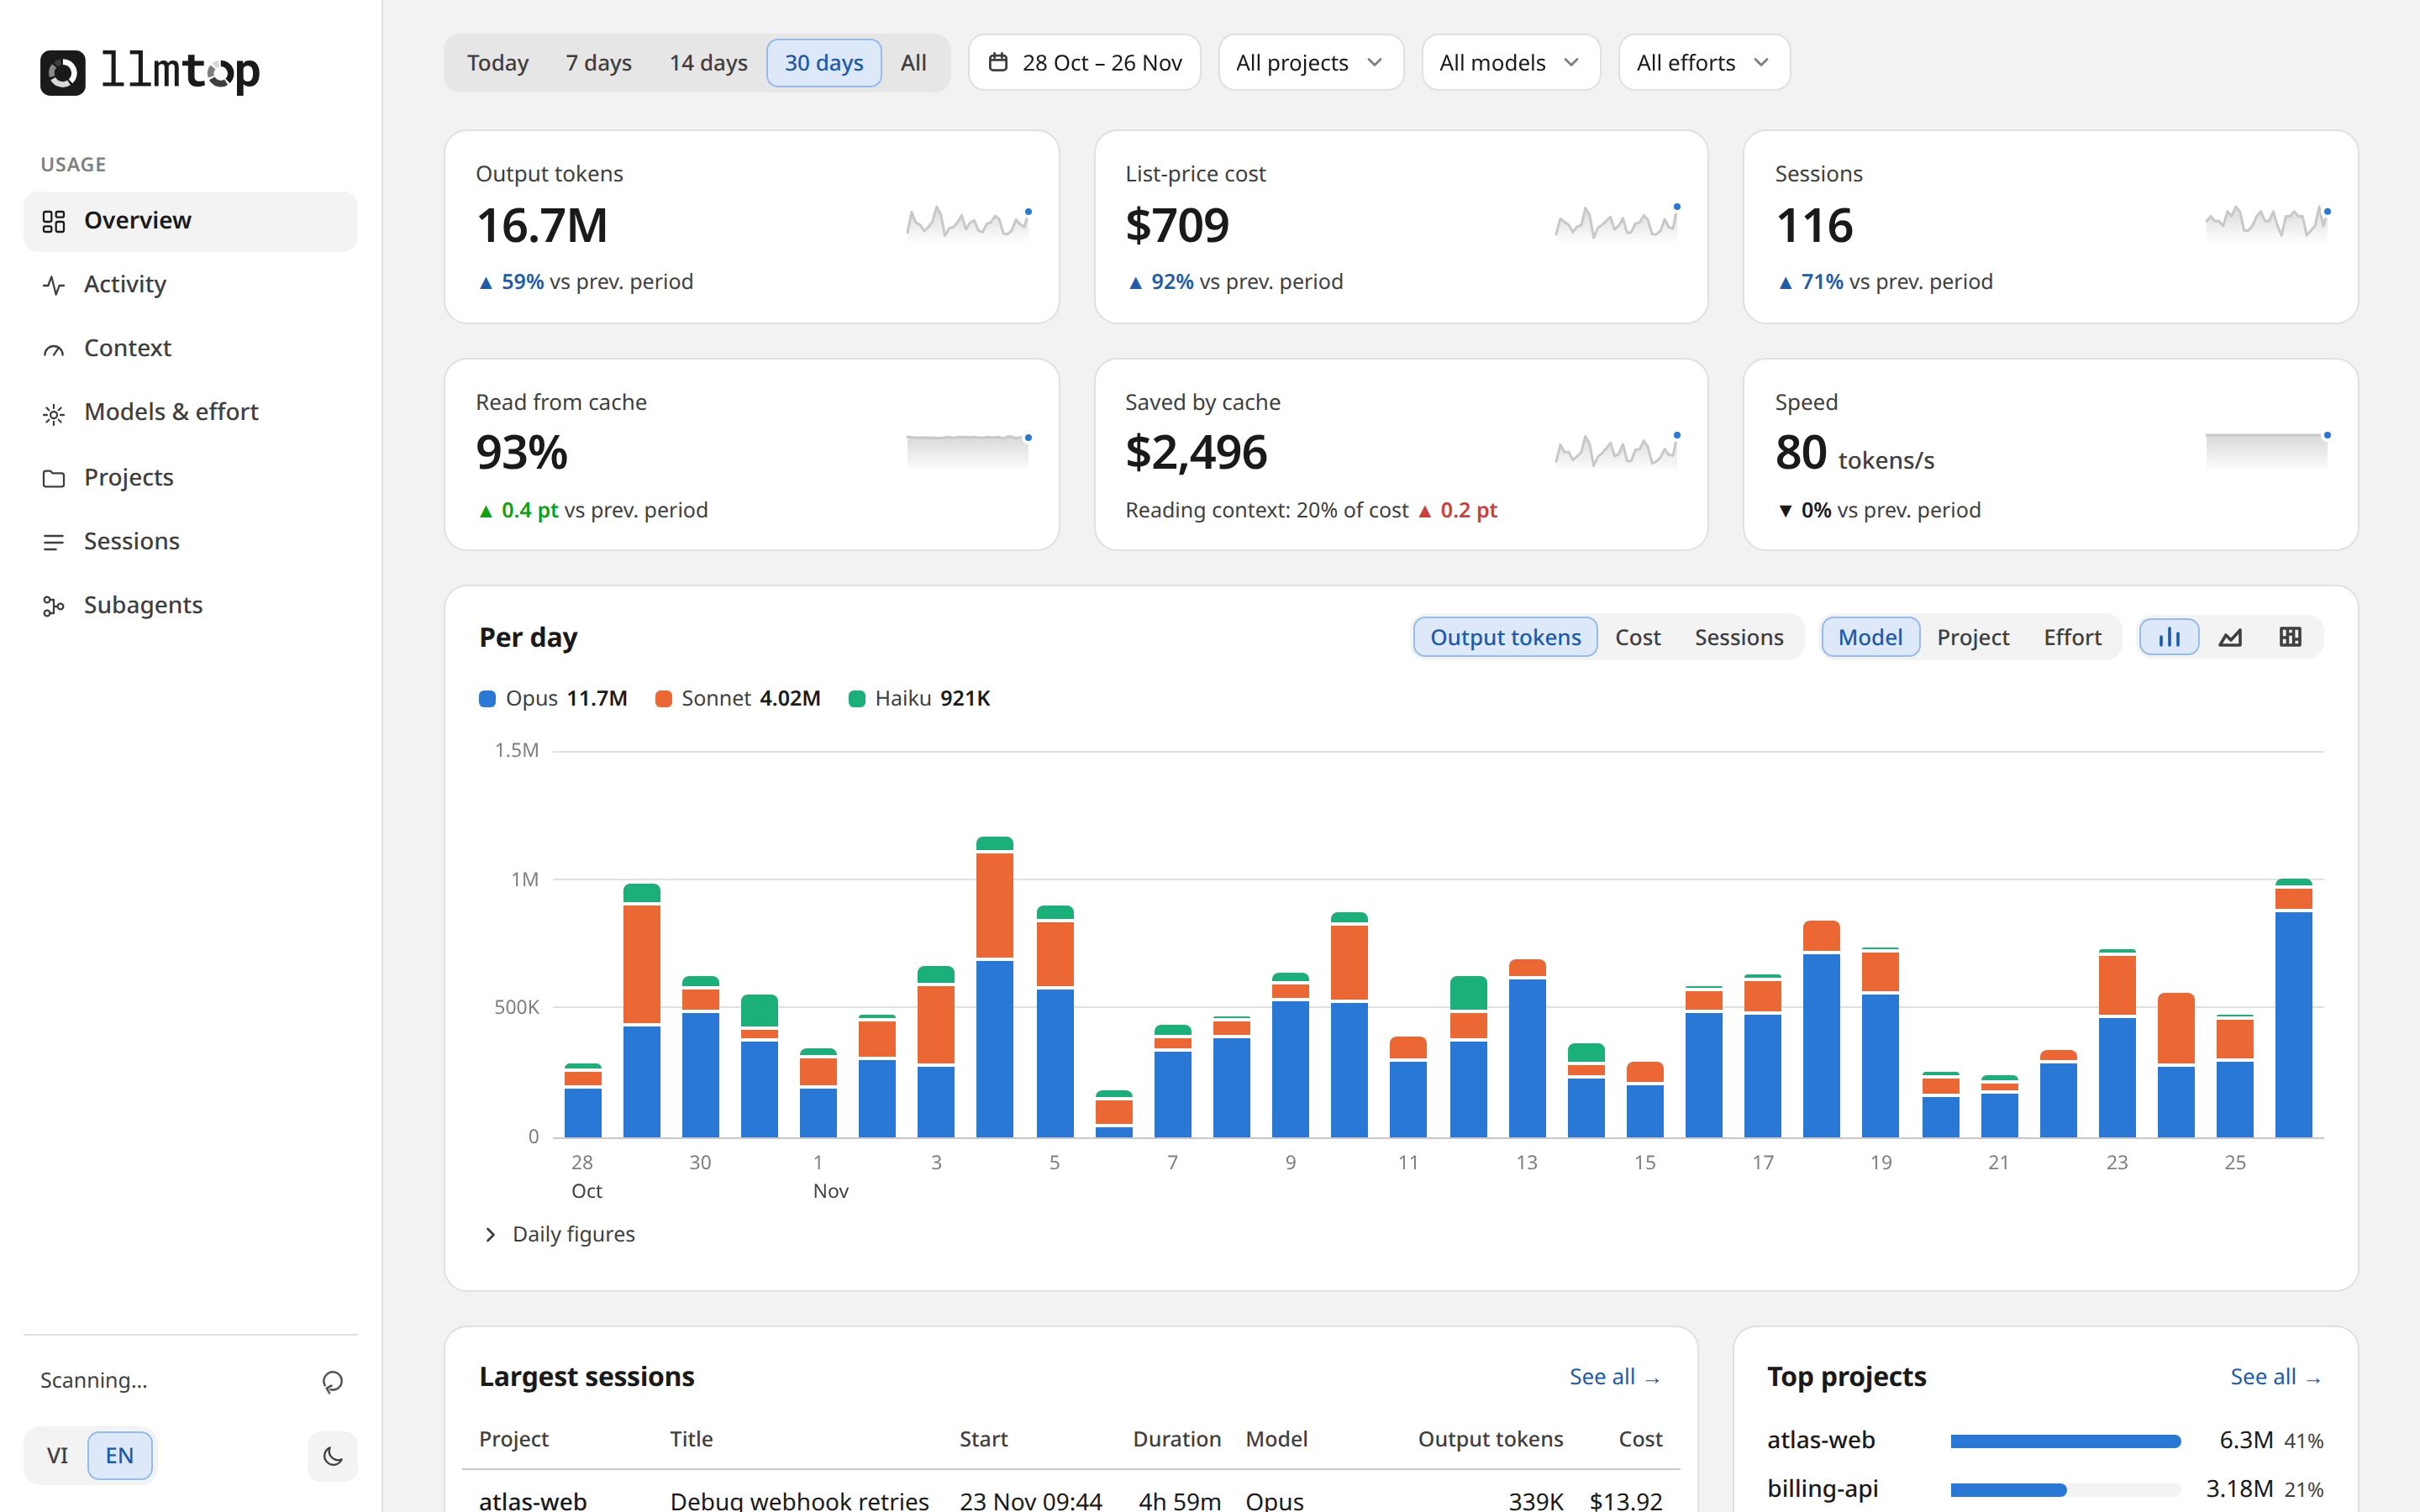 llmtop
USAGE
Overview
Activity
Context
Models & effort
Projects
Sessions
Subagents
Scanning...
VI EN
Today 7 days 14 days 30 days All 28 Oct – 26 Nov All projects All models All efforts
Output tokens
16.7M
▲ 59% vs prev. period
List-price cost
$709
▲ 92% vs prev. period
Sessions
116
▲ 71% vs prev. period
Read from cache
93%
▲ 0.4 pt vs prev. period
Saved by cache
$2,496
Reading context: 20% of cost ▲ 0.2 pt
Speed
80 tokens/s
▼ 0% vs prev. period
Per day
Output tokens Cost Sessions Model Project Effort
Opus 11.7M Sonnet 4.02M Haiku 921K
1.5M
1M
500K
0
28 30 1 3 5 7 9 11 13 15 17 19 21 23 25
Oct Nov
Daily figures
Largest sessions See all →
Project Title Start Duration Model Output tokens Cost
atlas-web Debug webhook retries 23 Nov 09:44 4h 59m Opus 339K $13.92
Top projects See all →
atlas-web 6.3M 41%
billing-api 3.18M 21%